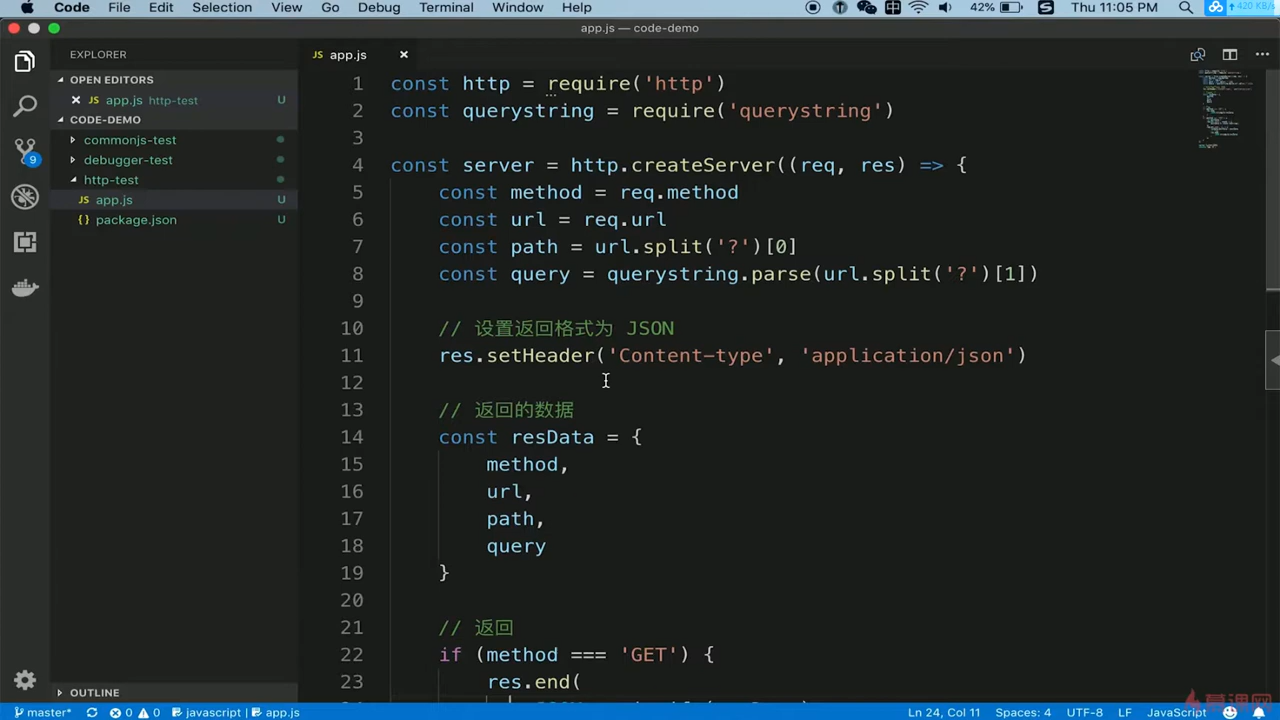 Code File Edit Selection View Go Debug Terminal Window Help 42% Thu 11:05 PM 420 KB/s
app.js — code-demo
EXPLORER
OPEN EDITORS
app.js http-test U
CODE-DEMO
commonjs-test
debugger-test
http-test
JS app.js U
{} package.json U
9
OUTLINE
JS app.js
1 const http = require('http')
2 const querystring = require('querystring')
3
4 const server = http.createServer((req, res) => {
5 const method = req.method
6 const url = req.url
7 const path = url.split('?')[0]
8 const query = querystring.parse(url.split('?')[1])
9
10 // 设置返回格式为 JSON
11 res.setHeader('Content-type', 'application/json')
12
13 // 返回的数据
14 const resData = {
15 method,
16 url,
17 path,
18 query
19 }
20
21 // 返回
22 if (method === 'GET') {
23 res.end(
master* 0 0 javascript | app.js Ln 24, Col 11 Spaces: 4 UTF-8 LF JavaScript